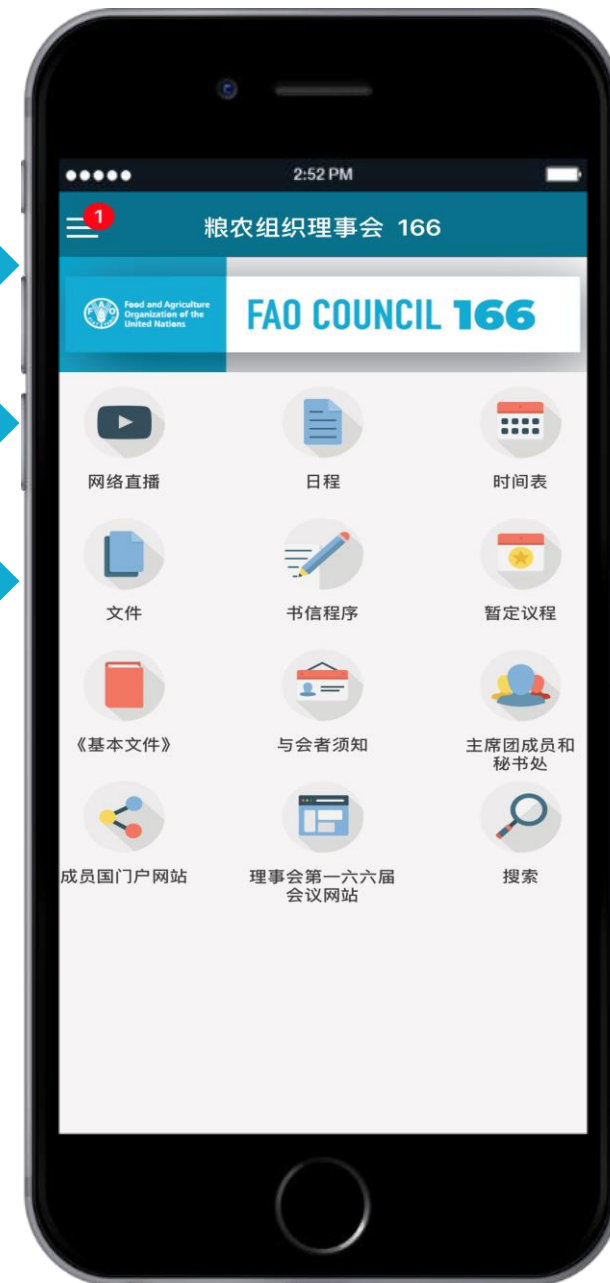 2:52 PM
1
粮农组织理事会 166
Food and Agriculture
Organization of the
United Nations
FAO COUNCIL 166
网络直播
日程
时间表
文件
书信程序
暂定议程
《基本文件》
与会者须知
主席团成员和
秘书处
成员国门户网站
理事会第一六六届
会议网站
搜索